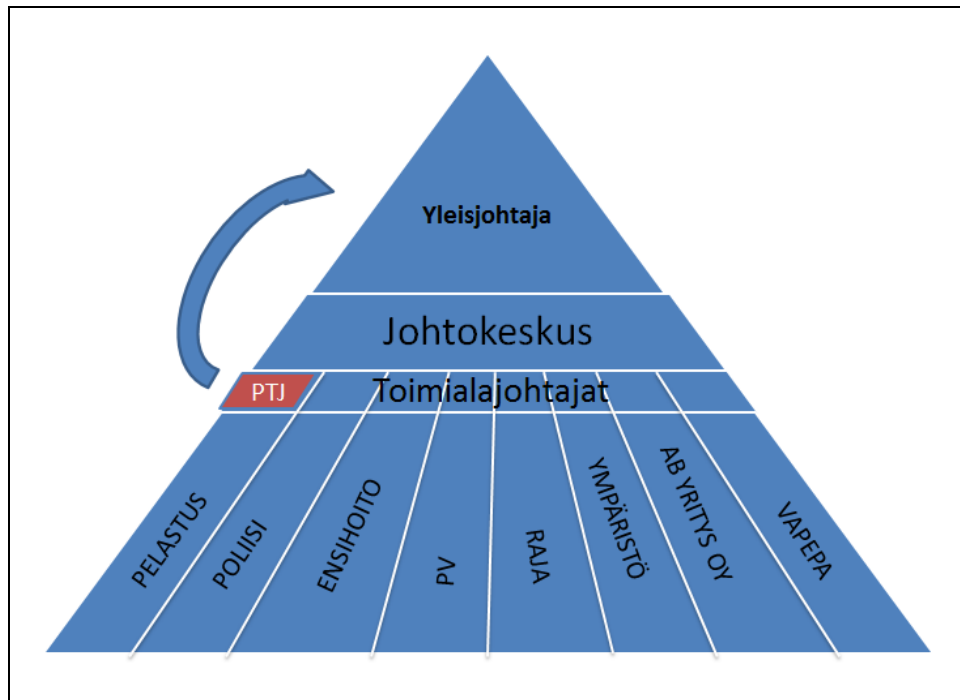 Yleisjohtaja
Johtokeskus
PTJ
Toimialajohtajat
PELASTUS
POLIISI
ENSIHOITO
PV
RAJA
YMPÄRISTÖ
AB YRITYS OY
VAPEPA